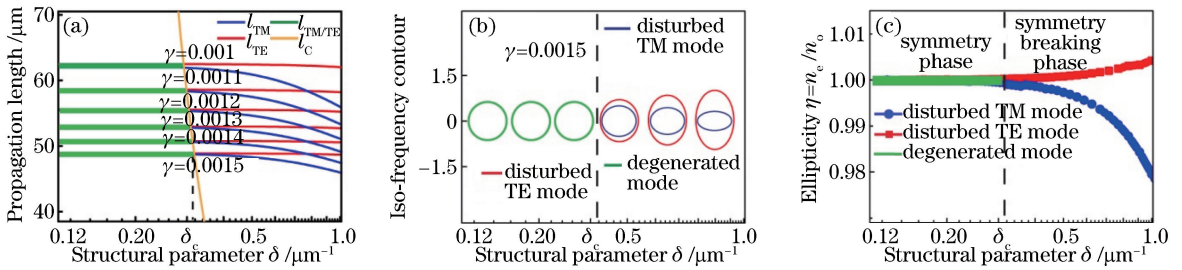 (a)
l_TM l_TM/TE
l_TE l_C
γ=0.001
γ=0.0011
γ=0.0012
γ=0.0013
γ=0.0014
γ=0.0015
Propagation length /μm
70
60
50
40
0.12 0.20 δ_c 0.5 1.0
Structural parameter δ /μm⁻¹
(b)
disturbed
TM mode
γ=0.0015
Iso-frequency contour
1.5
0
−1.5
disturbed
TE mode
degenerated
mode
0.12 0.20 δ_c 0.5 1.0
Structural parameter δ /μm⁻¹
(c)
symmetry
phase
symmetry
breaking
phase
Ellipticity η=n_e /n_o
1.01
1.00
0.99
0.98
disturbed TM mode
disturbed TE mode
degenerated mode
0.12 0.20 δ_c 0.5 1.0
Structural parameter δ /μm⁻¹